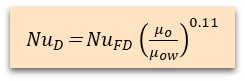 Nu_D = Nu_FD (μ_o / μ_ow)^0.11